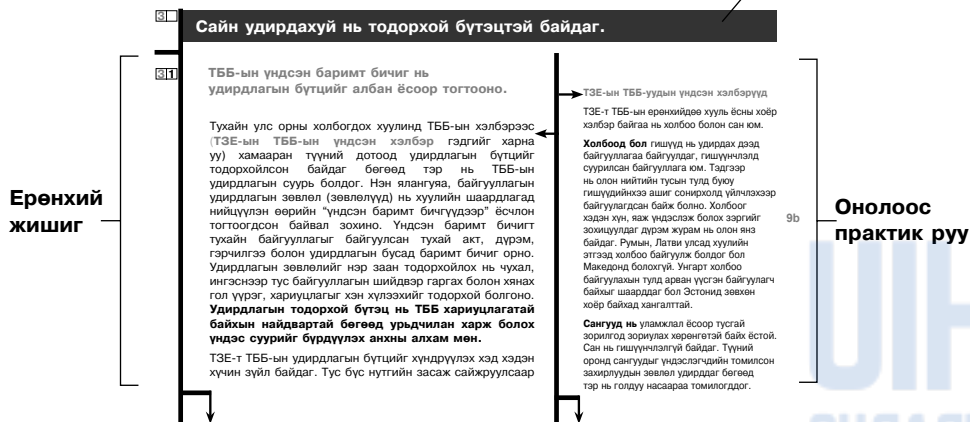 3
Сайн удирдахуй нь тодорхой бүтэцтэй байдаг.
3 1
ТББ-ын үндсэн баримт бичиг нь
удирдлагын бүтцийг албан ёсоор тогтооно.
Тухайн улс орны холбогдох хуулинд ТББ-ын хэлбэрээс
(ТЗЕ-ын ТББ-ын үндсэн хэлбэр гэдгийг харна
уу) хамааран түүний дотоод удирдлагын бүтцийг
тодорхойлсон байдаг бөгөөд тэр нь ТББ-ын
удирдлагын суурь болдог. Нэн ялангуяа, байгууллагын
удирдлагын зөвлөл (зөвлөлүүд) нь хуулийн шаардлагад
нийцүүлэн өөрийн “үндсэн баримт бичгүүдээр” ёсчлон
тогтоогдсон байвал зохино. Үндсэн баримт бичигт
тухайн байгууллагыг байгуулсан тухай акт, дүрэм,
гэрчилгээ болон удирдлагын бусад баримт бичиг орно.
Удирдлагын зөвлөлийг нэр заан тодорхойлох нь чухал,
ингэснээр тус байгууллагын шийдвэр гаргах болон хянах
гол үүрэг, хариуцлагыг хэн хүлээхийг тодорхой болгоно.
Удирдлагын тодорхой бүтэц нь ТББ хариуцлагатай
байхын найдвартай бөгөөд урьдчилан харж болох
үндэс суурийг бүрдүүлэх анхны алхам мөн.
ТЗЕ-т ТББ-ын удирдлагын бүтцийг хүндрүүлэх хэд хэдэн
хүчин зүйл байдаг. Тус бүс нутгийн засаж сайжруулсаар
Ерөнхий
жишиг
ТЗЕ-ын ТББ-уудын үндсэн хэлбэрүүд
ТЗЕ-т ТББ-ын ерөнхийдөө хууль ёсны хоёр
хэлбэр байгаа нь холбоо болон сан юм.
Холбоод бол гишүүд нь удирдах дээд
байгууллагаа байгуулдаг, гишүүнчлэлд
суурилсан байгууллага юм. Тэдгээр
нь олон нийтийн тусын тулд буюу
гишүүдийнхээ ашиг сонирхолд үйлчлэхээр
байгуулагдсан байж болно. Холбоог
хэдэн хүн, яаж үндэслэж болох зэргийг
зохицуулдаг дүрэм журам нь олон янз
байдаг. Румын, Латви улсад хуулийн
этгээд холбоо байгуулж болдог бол
Македонд болохгүй. Унгарт холбоо
байгуулахын тулд арван үүсгэн байгуулагч
байхыг шаарддаг бол Эстонид зөвхөн
хоёр байхад хангалттай.
Сангууд нь уламжлал ёсоор тусгай
зорилгод зориулах хөрөнгөтэй байх ёстой.
Сан нь гишүүнчлэлгүй байдаг. Түүний
оронд сангуудыг үндэслэгчдийн томилсон
захирлуудын зөвлөл удирддаг бөгөөд
тэр нь голдуу насаараа томилогддог.
9b
Онолоос
практик руу